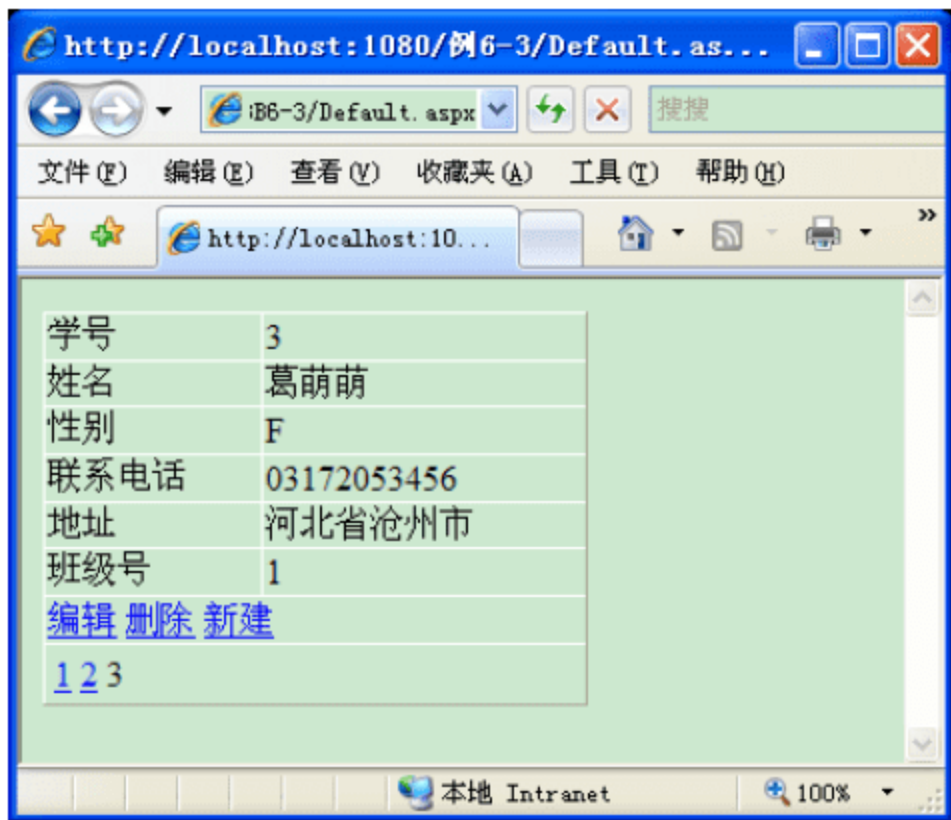 http://localhost:1080/例6-3/Default.as...
B6-3/Default.aspx 搜搜
文件(F) 编辑(E) 查看(V) 收藏夹(A) 工具(T) 帮助(H)
http://localhost:10... »
学号 3
姓名 葛萌萌
性别 F
联系电话 03172053456
地址 河北省沧州市
班级号 1
编辑 删除 新建
1 2 3
本地 Intranet 100%